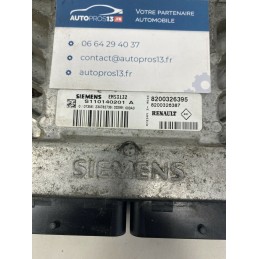 AUTOPROS13.FR
VOTRE PARTENAIRE
AUTOMOBILE
06 64 29 40 37
contact@autopros13.fr
autopros13.fr
SIEMENS EMS3132
S110140201 A
8200326395
8200326387
RENAULT
SIEMENS